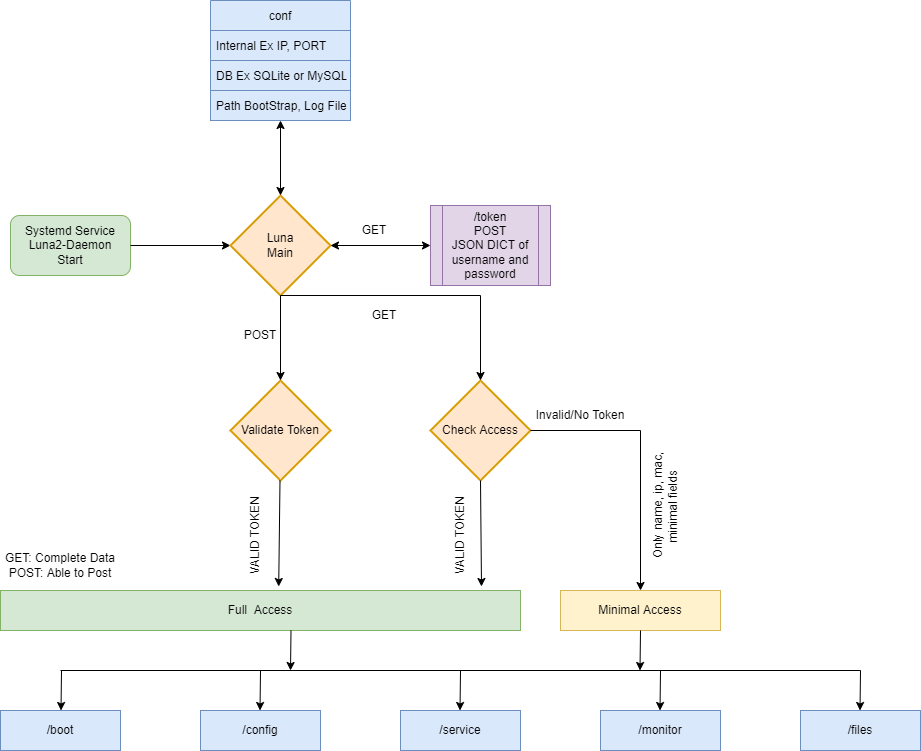 conf
Internal Ex IP, PORT
DB Ex SQLite or MySQL
Path BootStrap, Log File
Systemd Service
Luna2-Daemon
Start
Luna
Main
GET
/token
POST
JSON DICT of
username and
password
POST
GET
Validate Token
Check Access
Invalid/No Token
VALID TOKEN
VALID TOKEN
Only name, ip, mac,
minimal fields
GET: Complete Data
POST: Able to Post
Full Access
Minimal Access
/boot
/config
/service
/monitor
/files